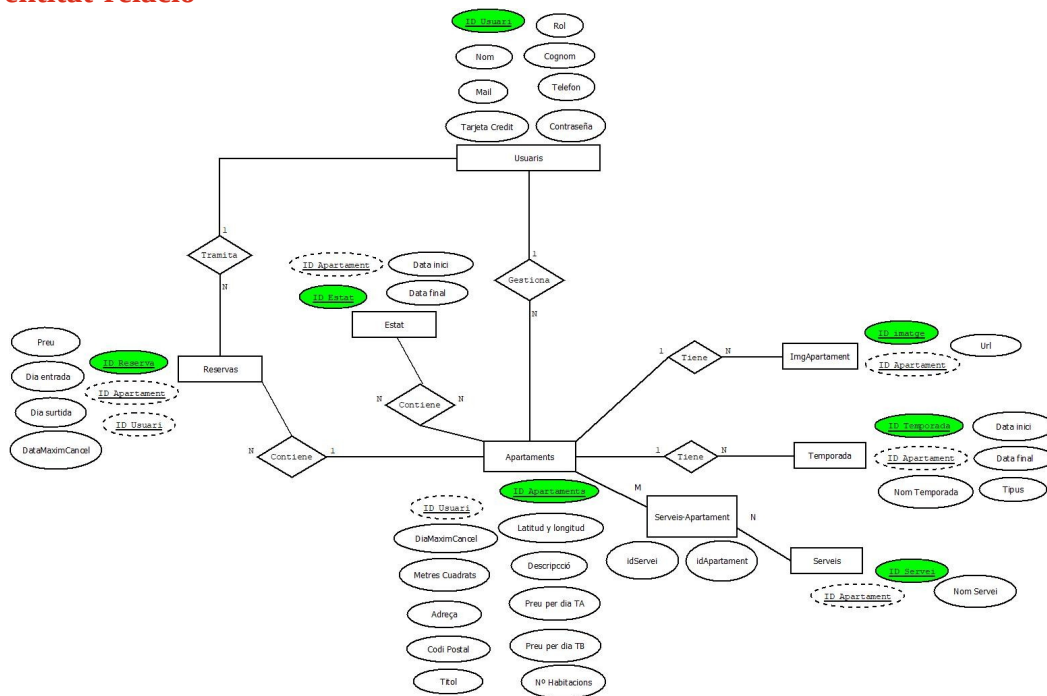 ID Usuari
Rol
Nom
Cognom
Mail
Telefon
Tarjeta Credit
Contraseña
Usuaris
1
Tramita
N
1
Gestiona
N
ID Apartament
Data inici
ID Estat
Data final
Estat
N
Contiene
N
Preu
ID Reserva
Reservas
Dia entrada
ID Apartament
Dia surtida
ID Usuari
DataMaximCancel
N
Contiene
1
Apartaments
1
Tiene
N
ImgApartament
ID imatge
Url
ID Apartament
1
Tiene
N
Temporada
ID Temporada
Data inici
ID Apartament
Data final
Nom Temporada
Tipus
M
Serveis-Apartament
N
idServei
idApartament
Serveis
ID Servei
ID Apartament
Nom Servei
ID Apartaments
ID Usuari
Latitud y longitud
DiaMaximCancel
Descripcció
Metres Cuadrats
Preu per dia TA
Adreça
Preu per dia TB
Codi Postal
Nº Habitacions
Titol